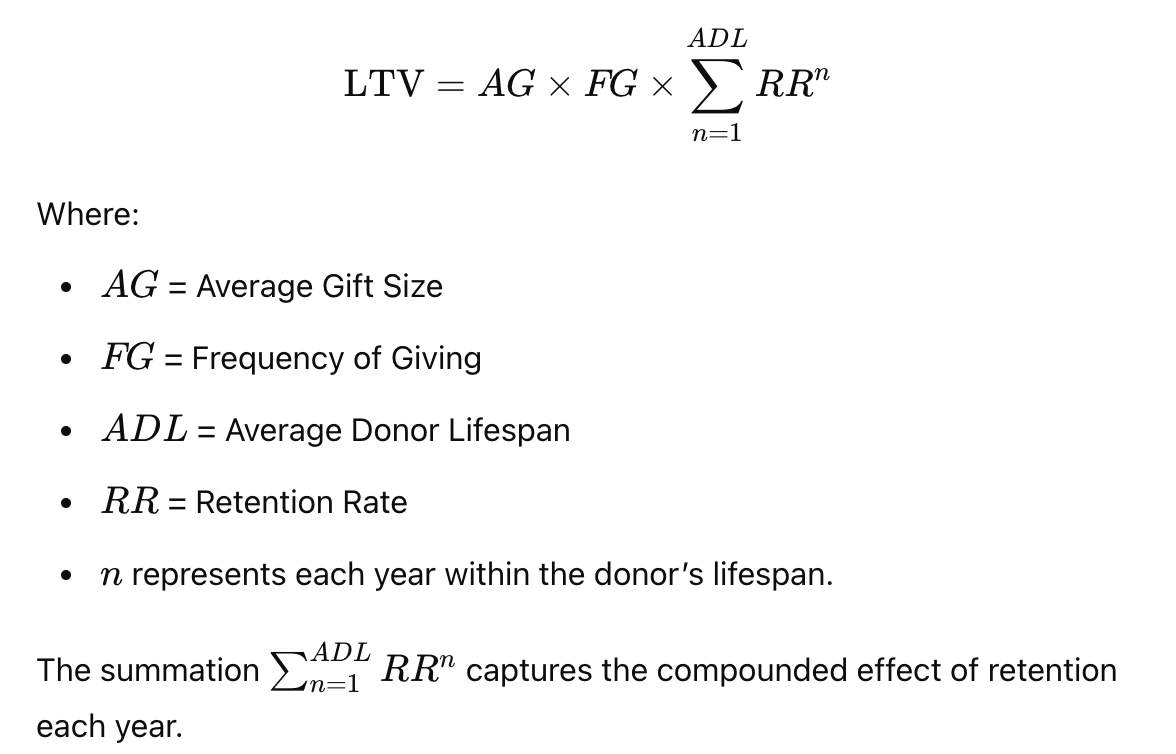 LTV = AG × FG × ∑_{n=1}^{ADL} RR^n
Where:
• AG = Average Gift Size
• FG = Frequency of Giving
• ADL = Average Donor Lifespan
• RR = Retention Rate
• n represents each year within the donor’s lifespan.
The summation ∑_{n=1}^{ADL} RR^n captures the compounded effect of retention
each year.